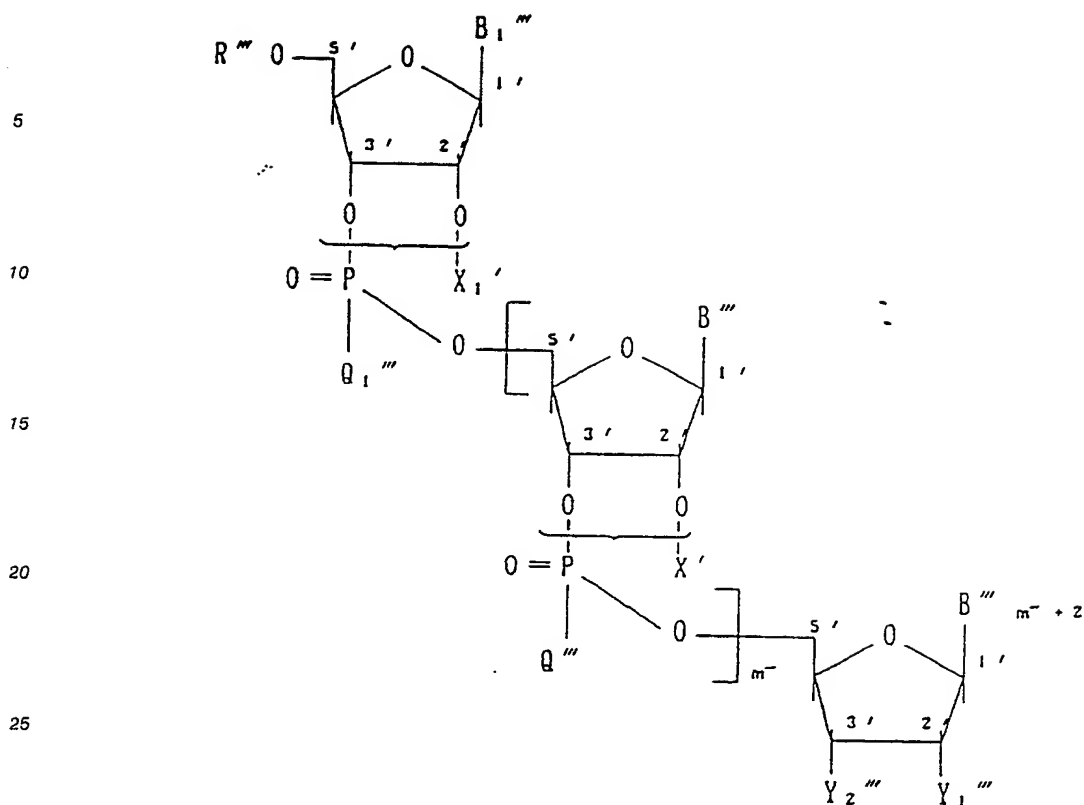 B₁‴
R‴ O 5′ O
1′
5
3′ 2′
O O
10
O=P X₁′
B‴
O 5′ O
Q₁‴ 1′
15
3′ 2′
O O
20
O=P X′
B‴ m⁻ + 2
O 5′ O
Q‴ m⁻ 1′
25
3′ 2′
Y₂‴ Y₁‴